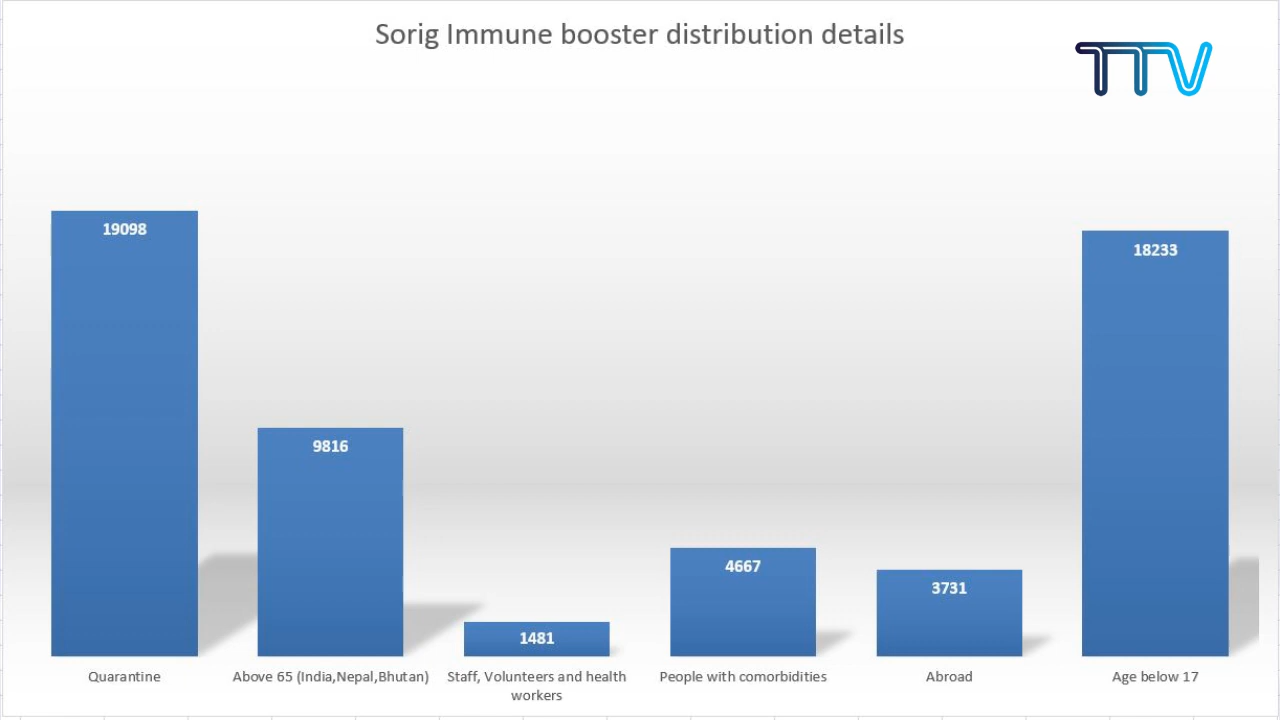 Sorig Immune booster distribution details
TTV
19098
9816
1481
4667
3731
18233
Quarantine
Above 65 (India,Nepal,Bhutan)
Staff, Volunteers and health
workers
People with comorbidities
Abroad
Age below 17